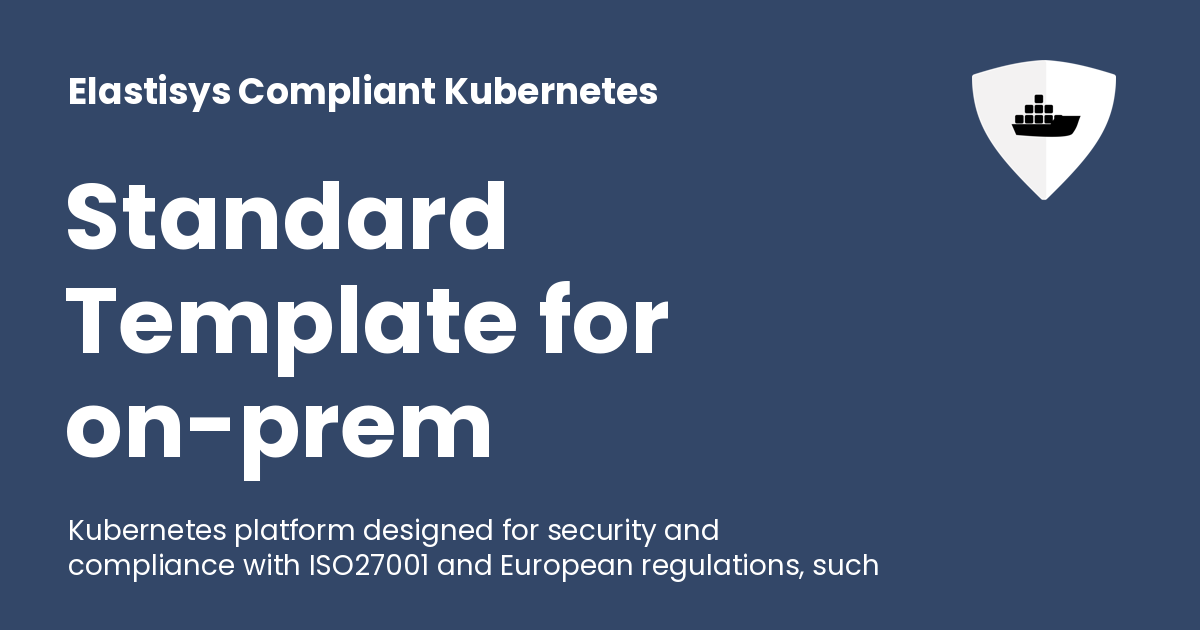 Elastisys Compliant Kubernetes
Standard
Template for
on-prem
Kubernetes platform designed for security and
compliance with ISO27001 and European regulations, such